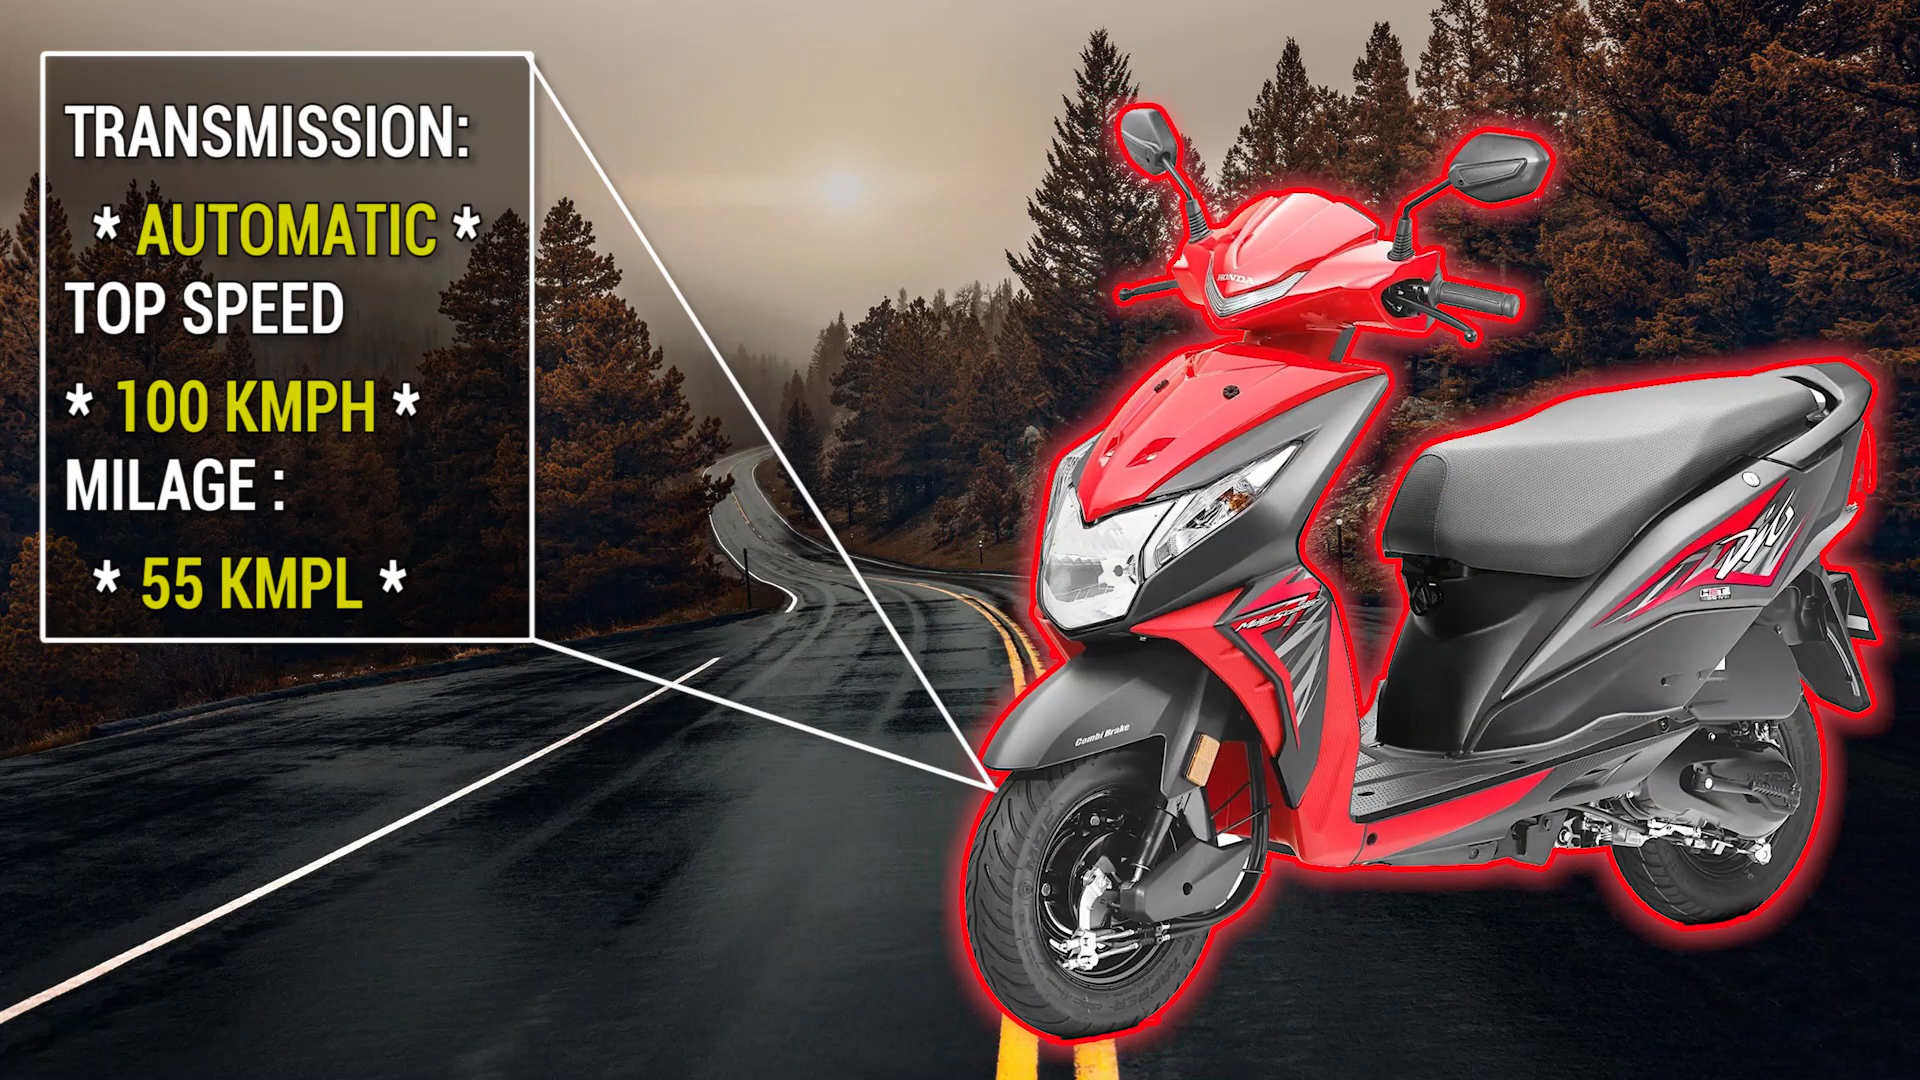 TRANSMISSION:
* AUTOMATIC *
TOP SPEED
* 100 KMPH *
MILAGE :
* 55 KMPL *
HONDA
Dio
Combi Brake